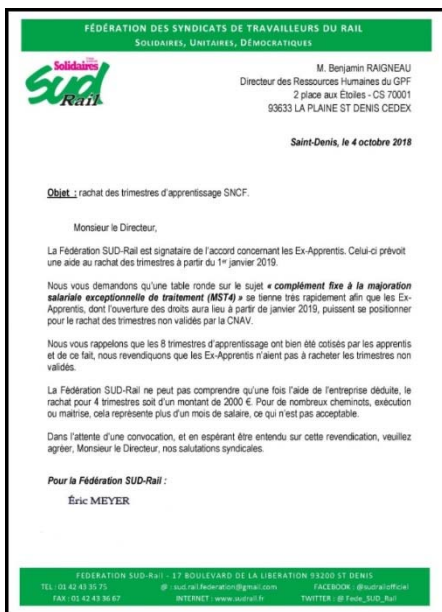 FÉDÉRATION DES SYNDICATS DE TRAVAILLEURS DU RAIL
SOLIDAIRES, UNITAIRES, DÉMOCRATIQUES
Solidaires
Sud
Rail
M. Benjamin RAIGNEAU
Directeur des Ressources Humaines du GPF
2 place aux Étoiles - CS 70001
93633 LA PLAINE ST DENIS CEDEX
Saint-Denis, le 4 octobre 2018
Objet : rachat des trimestres d'apprentissage SNCF.
Monsieur le Directeur,
La Fédération SUD-Rail est signataire de l'accord concernant les Ex-Apprentis. Celui-ci prévoit
une aide au rachat des trimestres à partir du 1er janvier 2019.
Nous vous demandons qu'une table ronde sur le sujet « complément fixe à la majoration
salariale exceptionnelle de traitement (MST4) » se tienne très rapidement afin que les Ex-
Apprentis, dont l'ouverture des droits aura lieu à partir de janvier 2019, puissent se positionner
pour le rachat des trimestres non validés par la CNAV.
Nous vous rappelons que les 8 trimestres d'apprentissage ont bien été cotisés par les apprentis
et de ce fait, nous revendiquons que les Ex-Apprentis n'aient pas à racheter les trimestres non
validés.
La Fédération SUD-Rail ne peut pas comprendre qu'une fois l'aide de l'entreprise déduite, le
rachat pour 4 trimestres soit d'un montant de 2000 €. Pour de nombreux cheminots, exécution
ou maitrise, cela représente plus d'un mois de salaire, ce qui n'est pas acceptable.
Dans l'attente d'une convocation, et en espérant être entendu sur cette revendication, veuillez
agréer, Monsieur le Directeur, nos salutations syndicales.
Pour la Fédération SUD-Rail :
Éric MEYER
FEDERATION SUD-Rail - 17 BOULEVARD DE LA LIBERATION 93200 ST DENIS
TEL : 01 42 43 35 75 @ : sud.rail.federation@gmail.com FACEBOOK : @sudrailofficiel
FAX : 01 42 43 36 67 INTERNET : www.sudrail.fr TWITTER : @ Fede_SUD_Rail